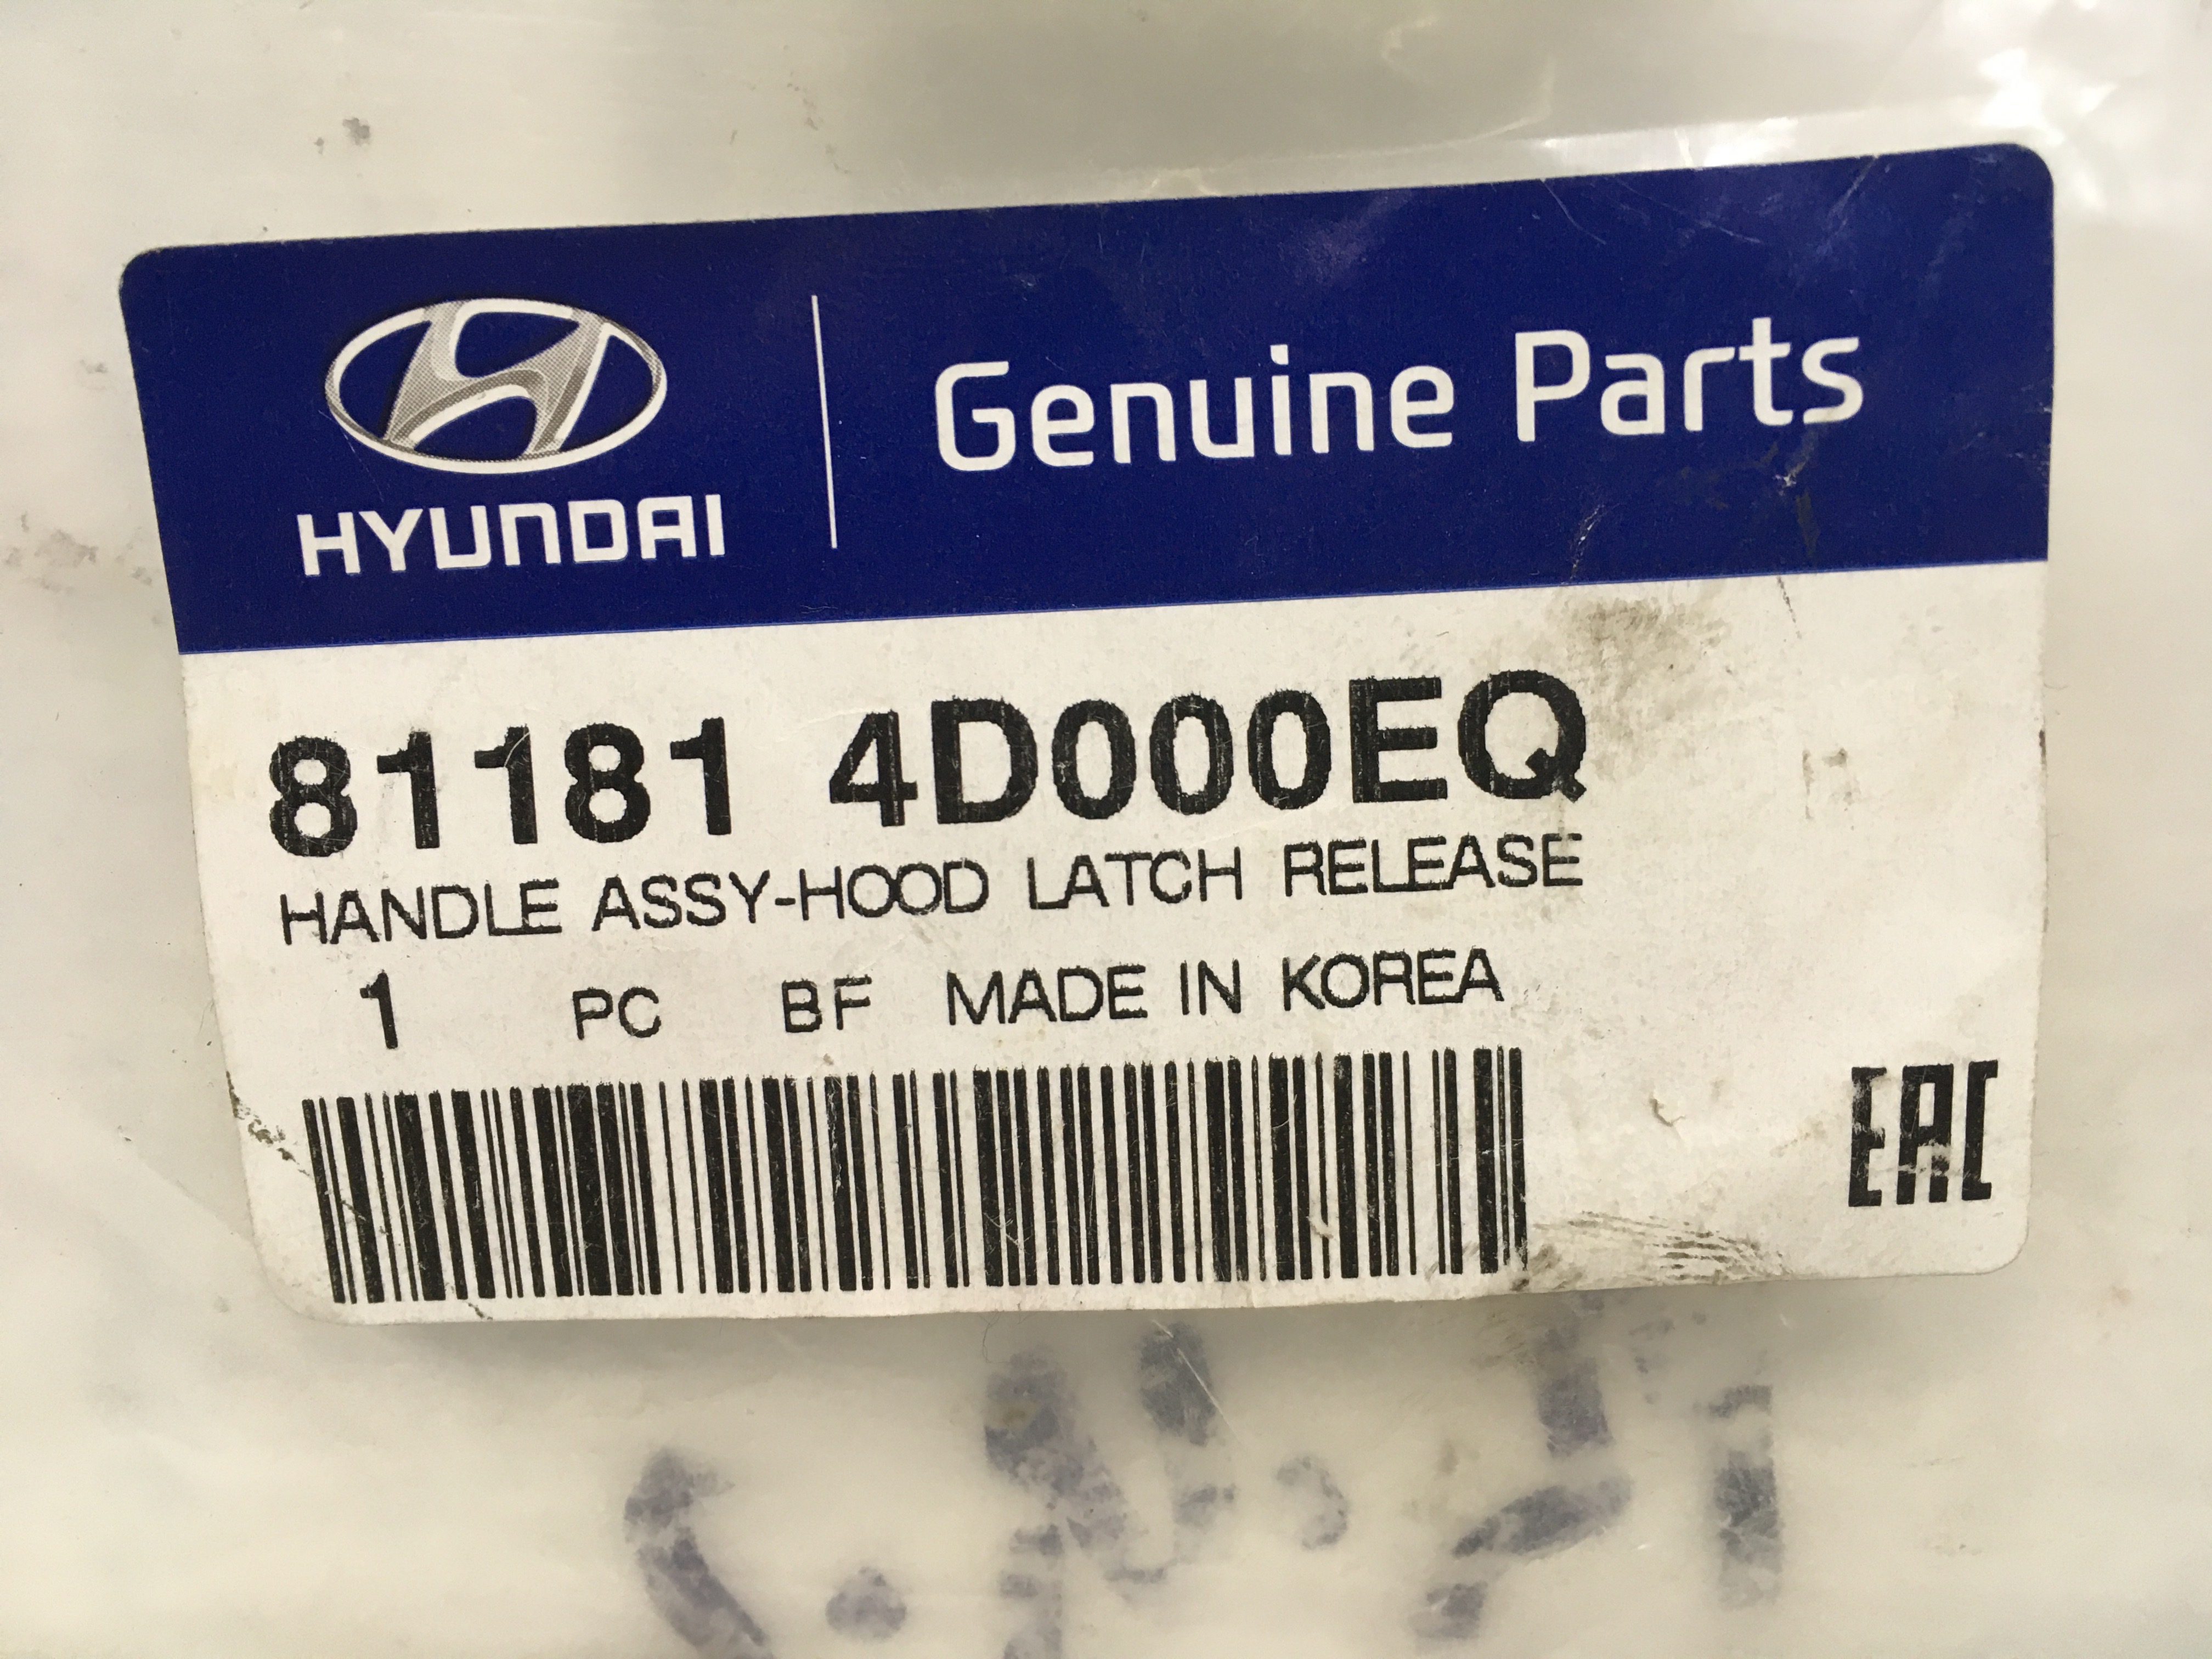 HYUNDAI
Genuine Parts
81181 4D000EQ
HANDLE ASSY-HOOD LATCH RELEASE
1 PC BF MADE IN KOREA
EAC